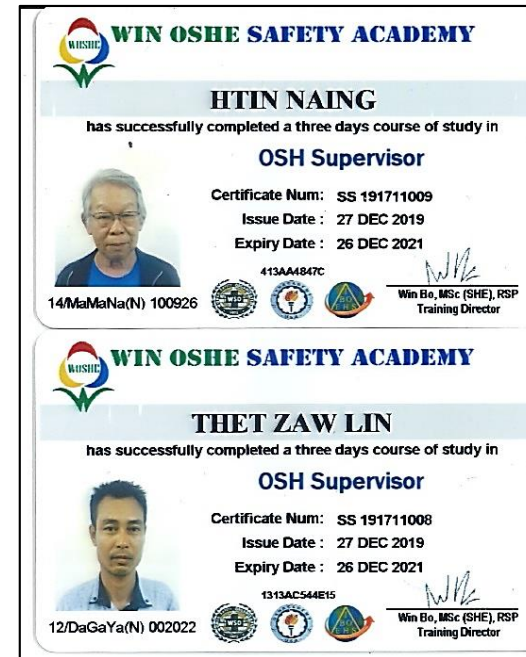 WOSHE
WIN OSHE SAFETY ACADEMY
HTIN NAING
has successfully completed a three days course of study in
OSH Supervisor
Certificate Num: SS 191711009
Issue Date : 27 DEC 2019
Expiry Date : 26 DEC 2021
413AA4847C
14/MaMaNa(N) 100926
WSO
Win Bo, MSc (SHE), RSP
Training Director
WOSHE
WIN OSHE SAFETY ACADEMY
THET ZAW LIN
has successfully completed a three days course of study in
OSH Supervisor
Certificate Num: SS 191711008
Issue Date : 27 DEC 2019
Expiry Date : 26 DEC 2021
1313AC544E15
12/DaGaYa(N) 002022
WSO
Win Bo, MSc (SHE), RSP
Training Director